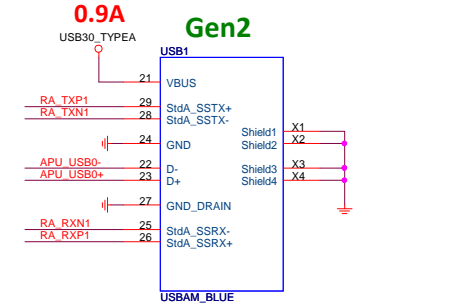 0.9A
Gen2
USB30_TYPEA
USB1
21 VBUS
RA_TXP1 29 StdA_SSTX+
RA_TXN1 28 StdA_SSTX-
24 GND
Shield1 X1
Shield2 X2
APU_USB0- 22 D-
APU_USB0+ 23 D+
Shield3 X3
Shield4 X4
27 GND_DRAIN
RA_RXN1 25 StdA_SSRX-
RA_RXP1 26 StdA_SSRX+
USBAM_BLUE